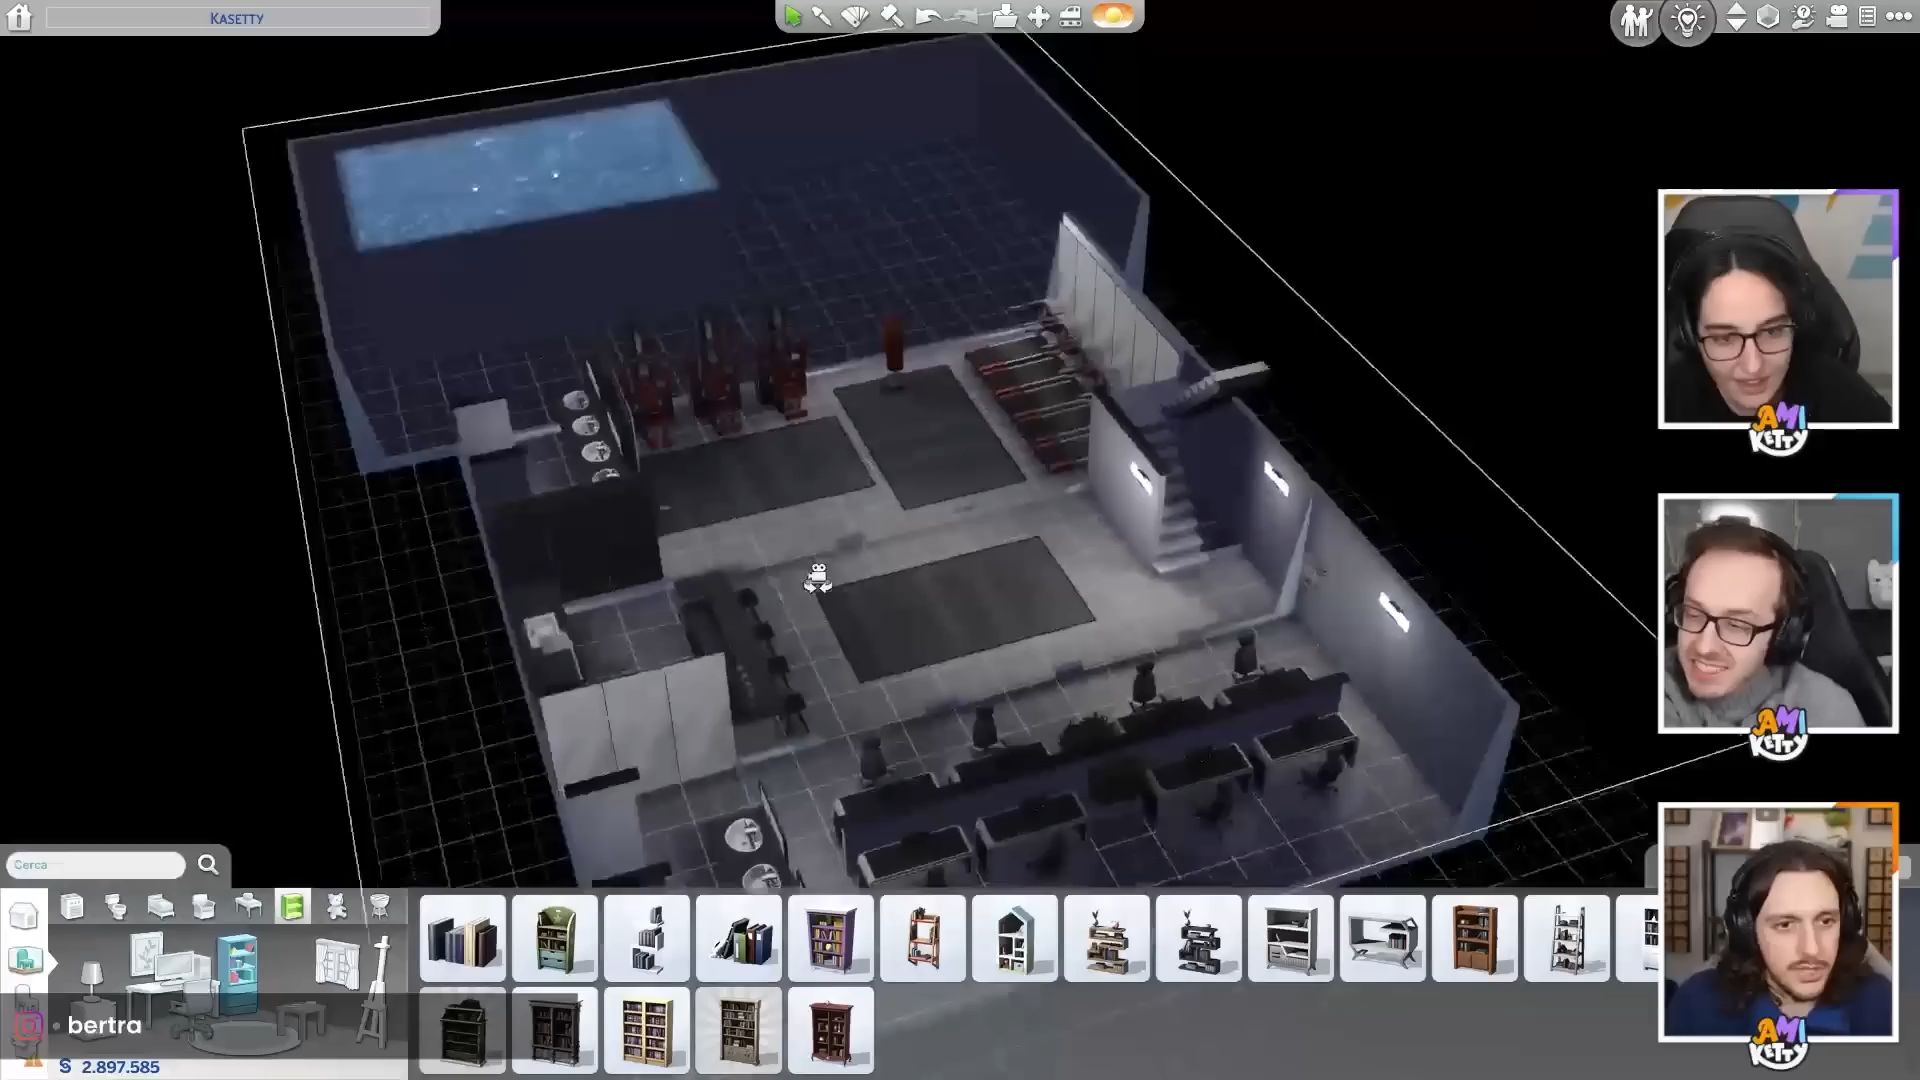 Kasetty
AMI
KETTY
AMI
KETTY
Cerca
bertra
S 2.897.585
AMI
KETTY